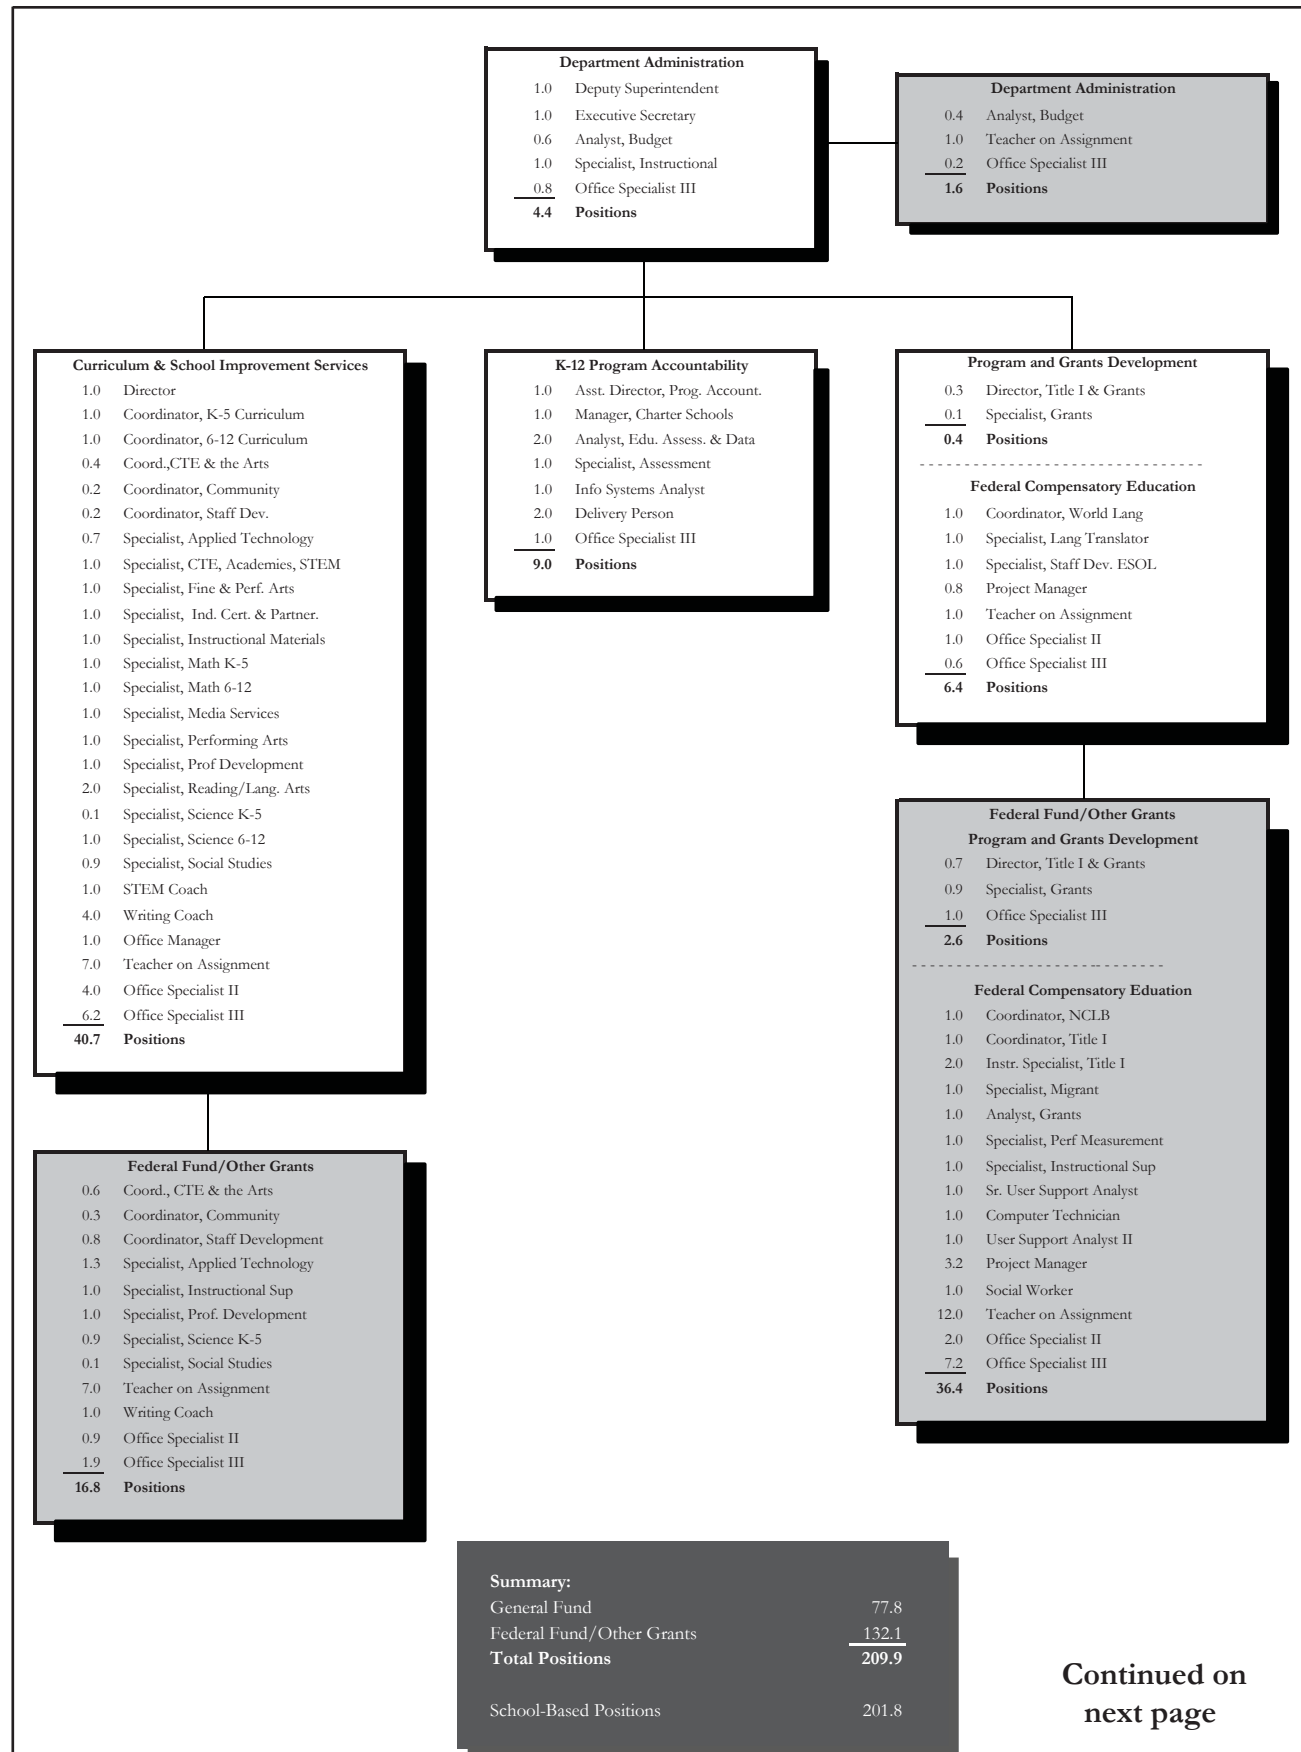 Department Administration
1.0 Deputy Superintendent
1.0 Executive Secretary
0.6 Analyst, Budget
1.0 Specialist, Instructional
0.8 Office Specialist III
4.4 Positions
Department Administration
0.4 Analyst, Budget
1.0 Teacher on Assignment
0.2 Office Specialist III
1.6 Positions
Curriculum & School Improvement Services
1.0 Director
1.0 Coordinator, K-5 Curriculum
1.0 Coordinator, 6-12 Curriculum
0.4 Coord.,CTE & the Arts
0.2 Coordinator, Community
0.2 Coordinator, Staff Dev.
0.7 Specialist, Applied Technology
1.0 Specialist, CTE, Academies, STEM
1.0 Specialist, Fine & Perf. Arts
1.0 Specialist, Ind. Cert. & Partner.
1.0 Specialist, Instructional Materials
1.0 Specialist, Math K-5
1.0 Specialist, Math 6-12
1.0 Specialist, Media Services
1.0 Specialist, Performing Arts
1.0 Specialist, Prof Development
2.0 Specialist, Reading/Lang. Arts
0.1 Specialist, Science K-5
1.0 Specialist, Science 6-12
0.9 Specialist, Social Studies
1.0 STEM Coach
4.0 Writing Coach
1.0 Office Manager
7.0 Teacher on Assignment
4.0 Office Specialist II
6.2 Office Specialist III
40.7 Positions
Federal Fund/Other Grants
0.6 Coord., CTE & the Arts
0.3 Coordinator, Community
0.8 Coordinator, Staff Development
1.3 Specialist, Applied Technology
1.0 Specialist, Instructional Sup
1.0 Specialist, Prof. Development
0.9 Specialist, Science K-5
0.1 Specialist, Social Studies
7.0 Teacher on Assignment
1.0 Writing Coach
0.9 Office Specialist II
1.9 Office Specialist III
16.8 Positions
K-12 Program Accountability
1.0 Asst. Director, Prog. Account.
1.0 Manager, Charter Schools
2.0 Analyst, Edu. Assess. & Data
1.0 Specialist, Assessment
1.0 Info Systems Analyst
2.0 Delivery Person
1.0 Office Specialist III
9.0 Positions
Program and Grants Development
0.3 Director, Title I & Grants
0.1 Specialist, Grants
0.4 Positions
Federal Compensatory Education
1.0 Coordinator, World Lang
1.0 Specialist, Lang Translator
1.0 Specialist, Staff Dev. ESOL
0.8 Project Manager
1.0 Teacher on Assignment
1.0 Office Specialist II
0.6 Office Specialist III
6.4 Positions
Federal Fund/Other Grants
Program and Grants Development
0.7 Director, Title I & Grants
0.9 Specialist, Grants
1.0 Office Specialist III
2.6 Positions
Federal Compensatory Eduation
1.0 Coordinator, NCLB
1.0 Coordinator, Title I
2.0 Instr. Specialist, Title I
1.0 Specialist, Migrant
1.0 Analyst, Grants
1.0 Specialist, Perf Measurement
1.0 Specialist, Instructional Sup
1.0 Sr. User Support Analyst
1.0 Computer Technician
1.0 User Support Analyst II
3.2 Project Manager
1.0 Social Worker
12.0 Teacher on Assignment
2.0 Office Specialist II
7.2 Office Specialist III
36.4 Positions
Summary:
General Fund 77.8
Federal Fund/Other Grants 132.1
Total Positions 209.9
School-Based Positions 201.8
Continued on
next page